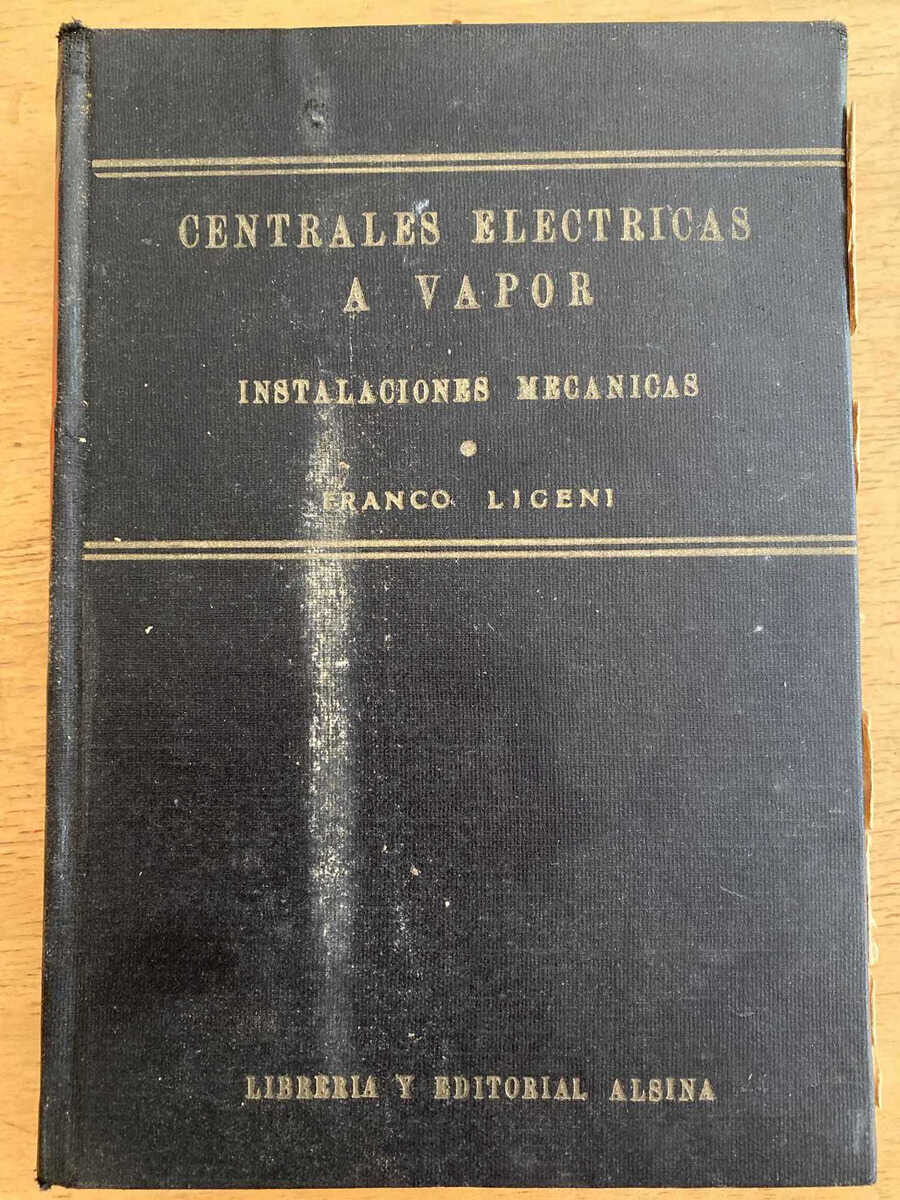 CENTRALES ELECTRICAS
A VAPOR
INSTALACIONES MECANICAS
FRANCO LIGENI
LIBRERIA Y EDITORIAL ALSINA